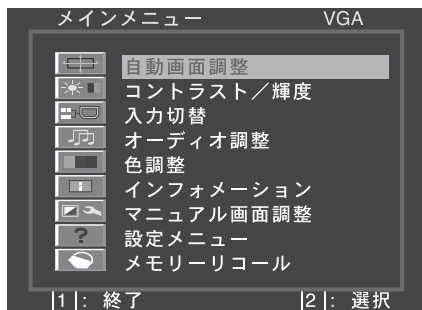 メインメニュー VGA
自動画面調整
コントラスト／輝度
入力切替
オーディオ調整
色調整
インフォメーション
マニュアル画面調整
設定メニュー
メモリーリコール
|1|: 終了 |2|: 選択